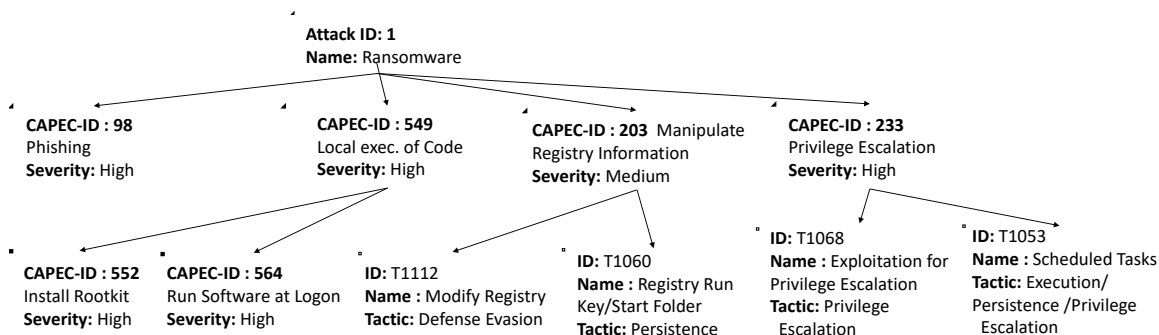 Attack ID: 1
Name: Ransomware
CAPEC-ID : 98
Phishing
Severity: High
CAPEC-ID : 549
Local exec. of Code
Severity: High
CAPEC-ID : 203 Manipulate
Registry Information
Severity: Medium
CAPEC-ID : 233
Privilege Escalation
Severity: High
CAPEC-ID : 552
Install Rootkit
Severity: High
CAPEC-ID : 564
Run Software at Logon
Severity: High
ID: T1112
Name : Modify Registry
Tactic: Defense Evasion
ID: T1060
Name : Registry Run
Key/Start Folder
Tactic: Persistence
ID: T1068
Name : Exploitation for
Privilege Escalation
Tactic: Privilege
Escalation
ID: T1053
Name : Scheduled Tasks
Tactic: Execution/
Persistence /Privilege
Escalation